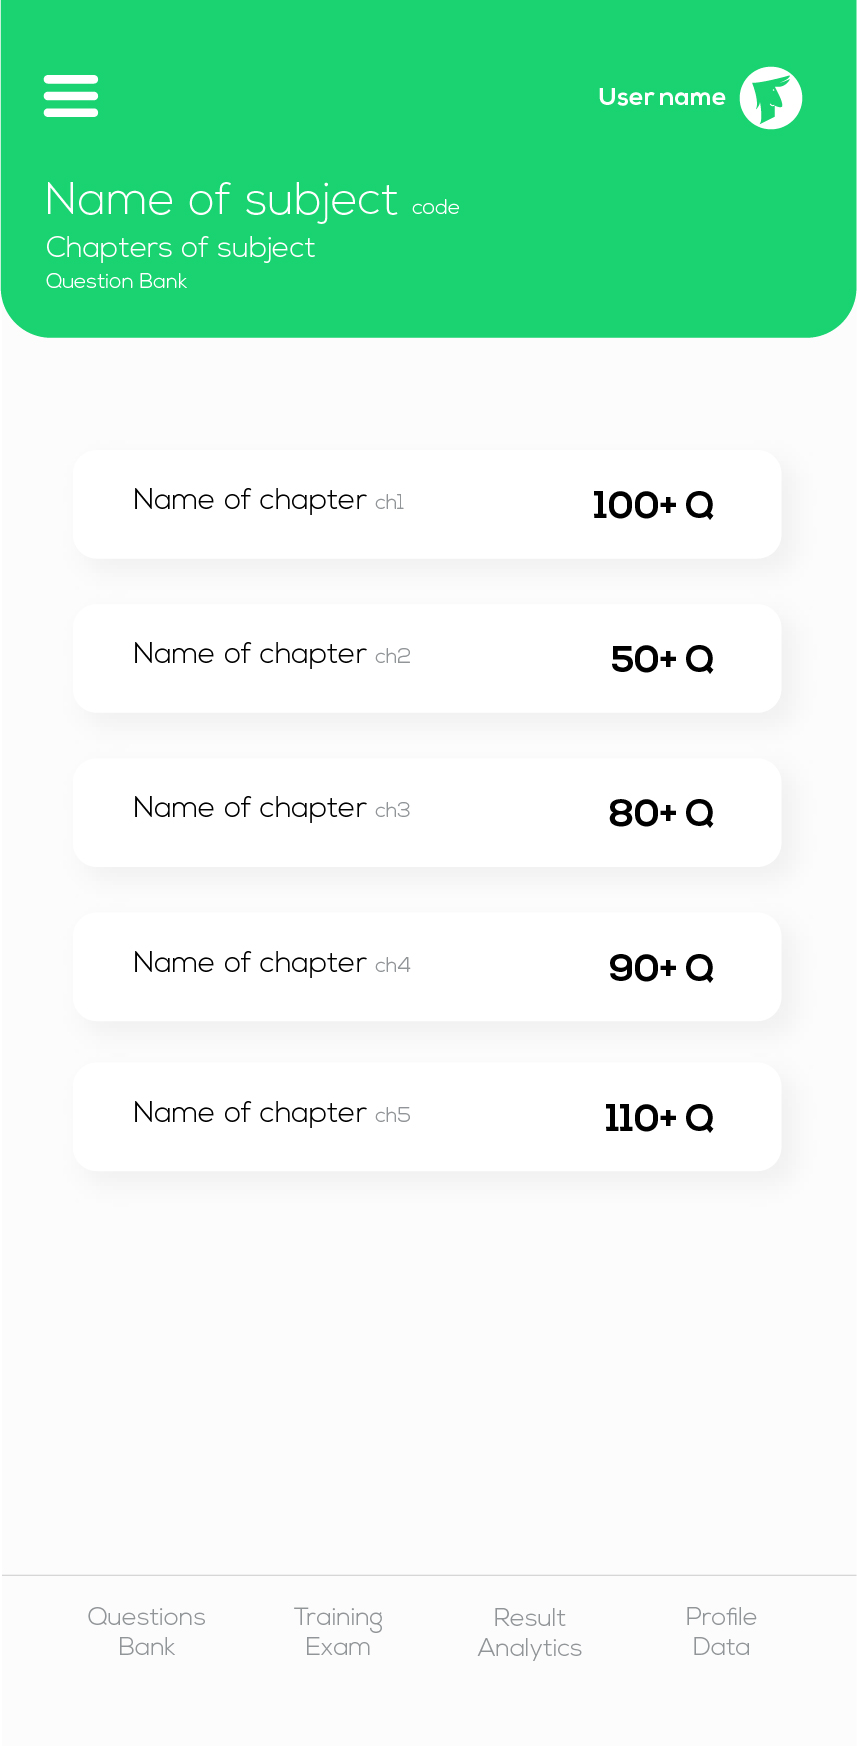 User name
Name of subject code
Chapters of subject
Question Bank
Name of chapter ch1 100+ Q
Name of chapter ch2 50+ Q
Name of chapter ch3 80+ Q
Name of chapter ch4 90+ Q
Name of chapter ch5 110+ Q
Questions Bank
Training Exam
Result Analytics
Profile Data